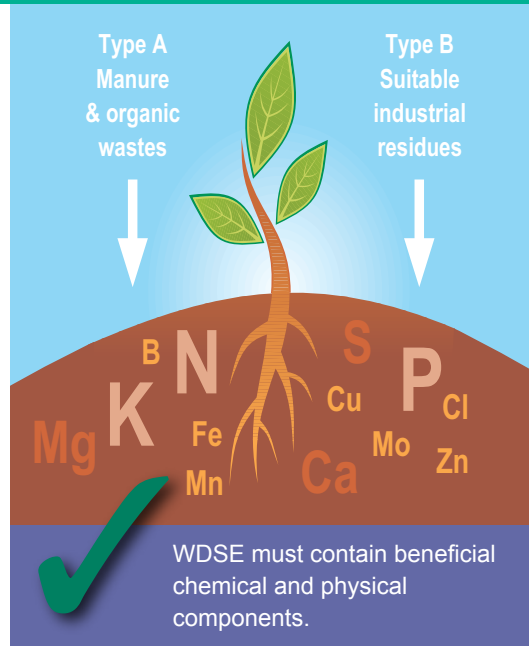 Type A
Manure
& organic
wastes
Type B
Suitable
industrial
residues
B
N
S
P
K
Cu
Cl
Mg
Fe
Mo
Zn
Mn
Ca
WDSE must contain beneficial
chemical and physical
components.